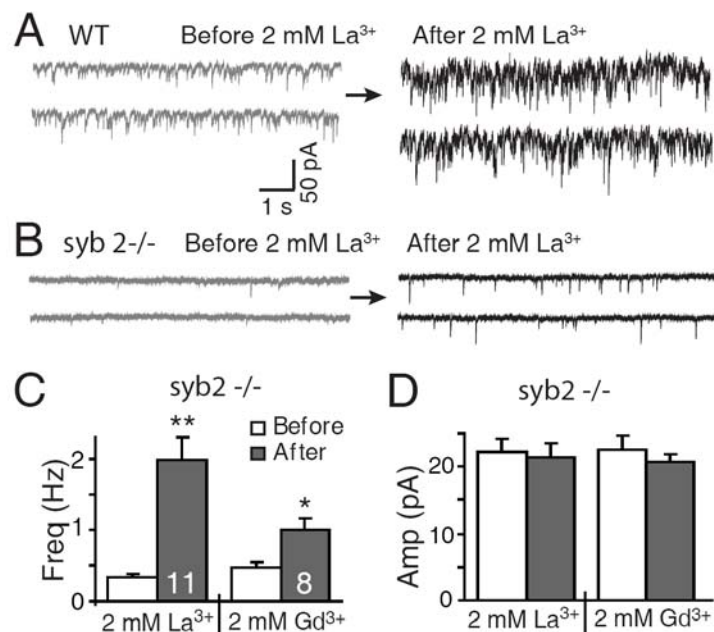 A WT Before 2 mM La³⁺ After 2 mM La³⁺
1 s
50 pA
B syb 2-/- Before 2 mM La³⁺ After 2 mM La³⁺
C syb2 -/-
Freq (Hz)
2
1
0
**
*
Before
After
11
8
2 mM La³⁺ 2 mM Gd³⁺
D syb2 -/-
Amp (pA)
20
10
0
2 mM La³⁺ 2 mM Gd³⁺